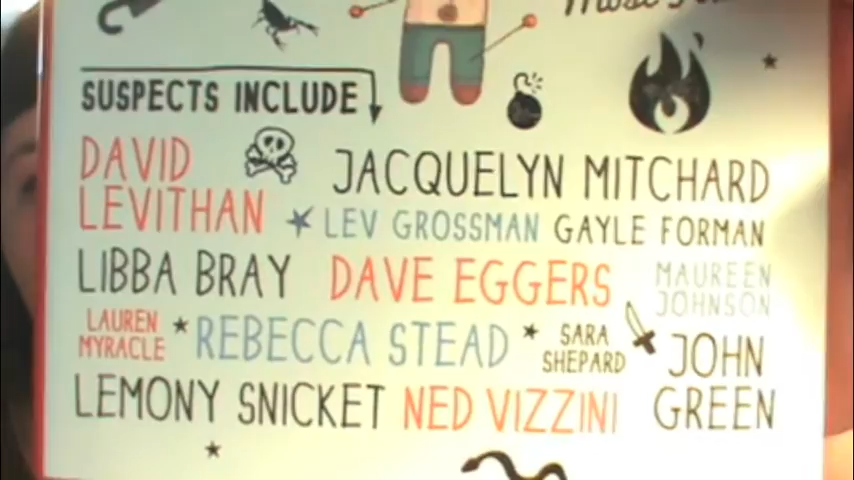 SUSPECTS INCLUDE
DAVID
LEVITHAN
JACQUELYN MITCHARD
LEV GROSSMAN GAYLE FORMAN
LIBBA BRAY DAVE EGGERS
MAUREEN
JOHNSON
LAUREN
MYRACLE
REBECCA STEAD
SARA
SHEPARD
JOHN
GREEN
LEMONY SNICKET NED VIZZINI